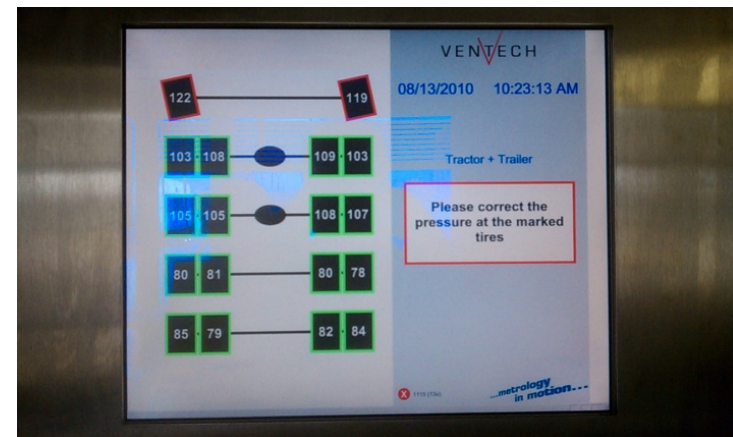 VENTECH
08/13/2010 10:23:13 AM
122 119
103 108 109 103
Tractor + Trailer
105 105 108 107
Please correct the
pressure at the marked
tires
80 81 80 78
85 79 82 84
...metrology
in motion...